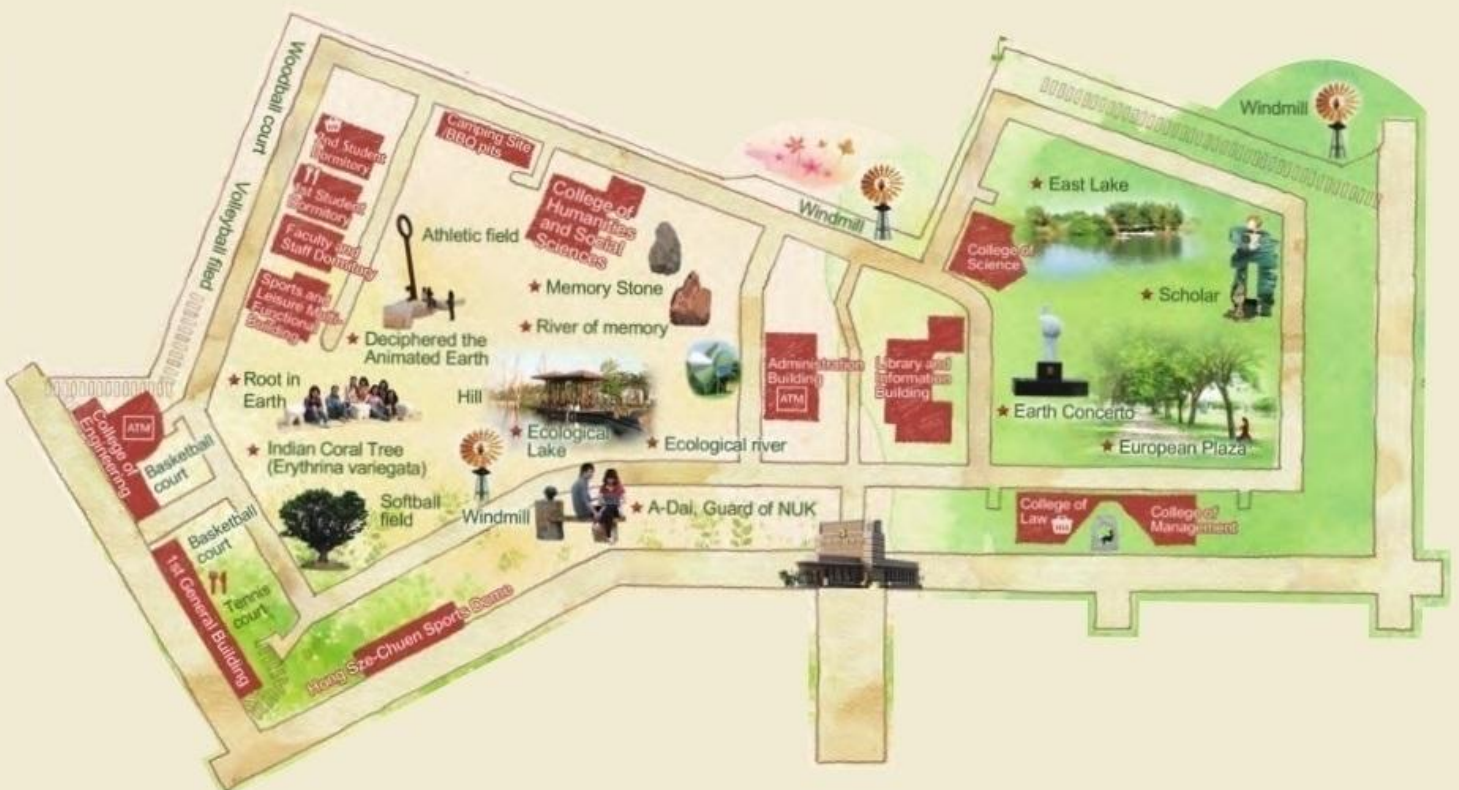 Woodball court
Volleyball filed
2nd Student
Dormitory
1st Student
Dormitory
Faculty and
Staff Dormitury
Sports and
Leisure Multi-
Functional
Building
Camping Site
/BBQ pits
College of
Humanities
and Social
Sciences
Athletic field
★ Memory Stone
★ River of memory
★ Deciphered the
Animated Earth
★ Root in
Earth
Hill
★ Ecological
Lake
★ Ecological river
★ Indian Coral Tree
(Erythrina variegata)
Softball
field
Windmill
★ A-Dai, Guard of NUK
ATM
College of
Engineering
Basketball
court
Basketball
court
Tennis
court
1st General Building
Hong Sze-Chuen Sports Dome
Windmill
Administration
Building
ATM
Library and
Information
Building
College of
Science
★ East Lake
★ Scholar
★ Earth Concerto
★ European Plaza
Windmill
College of
Law
College of
Management